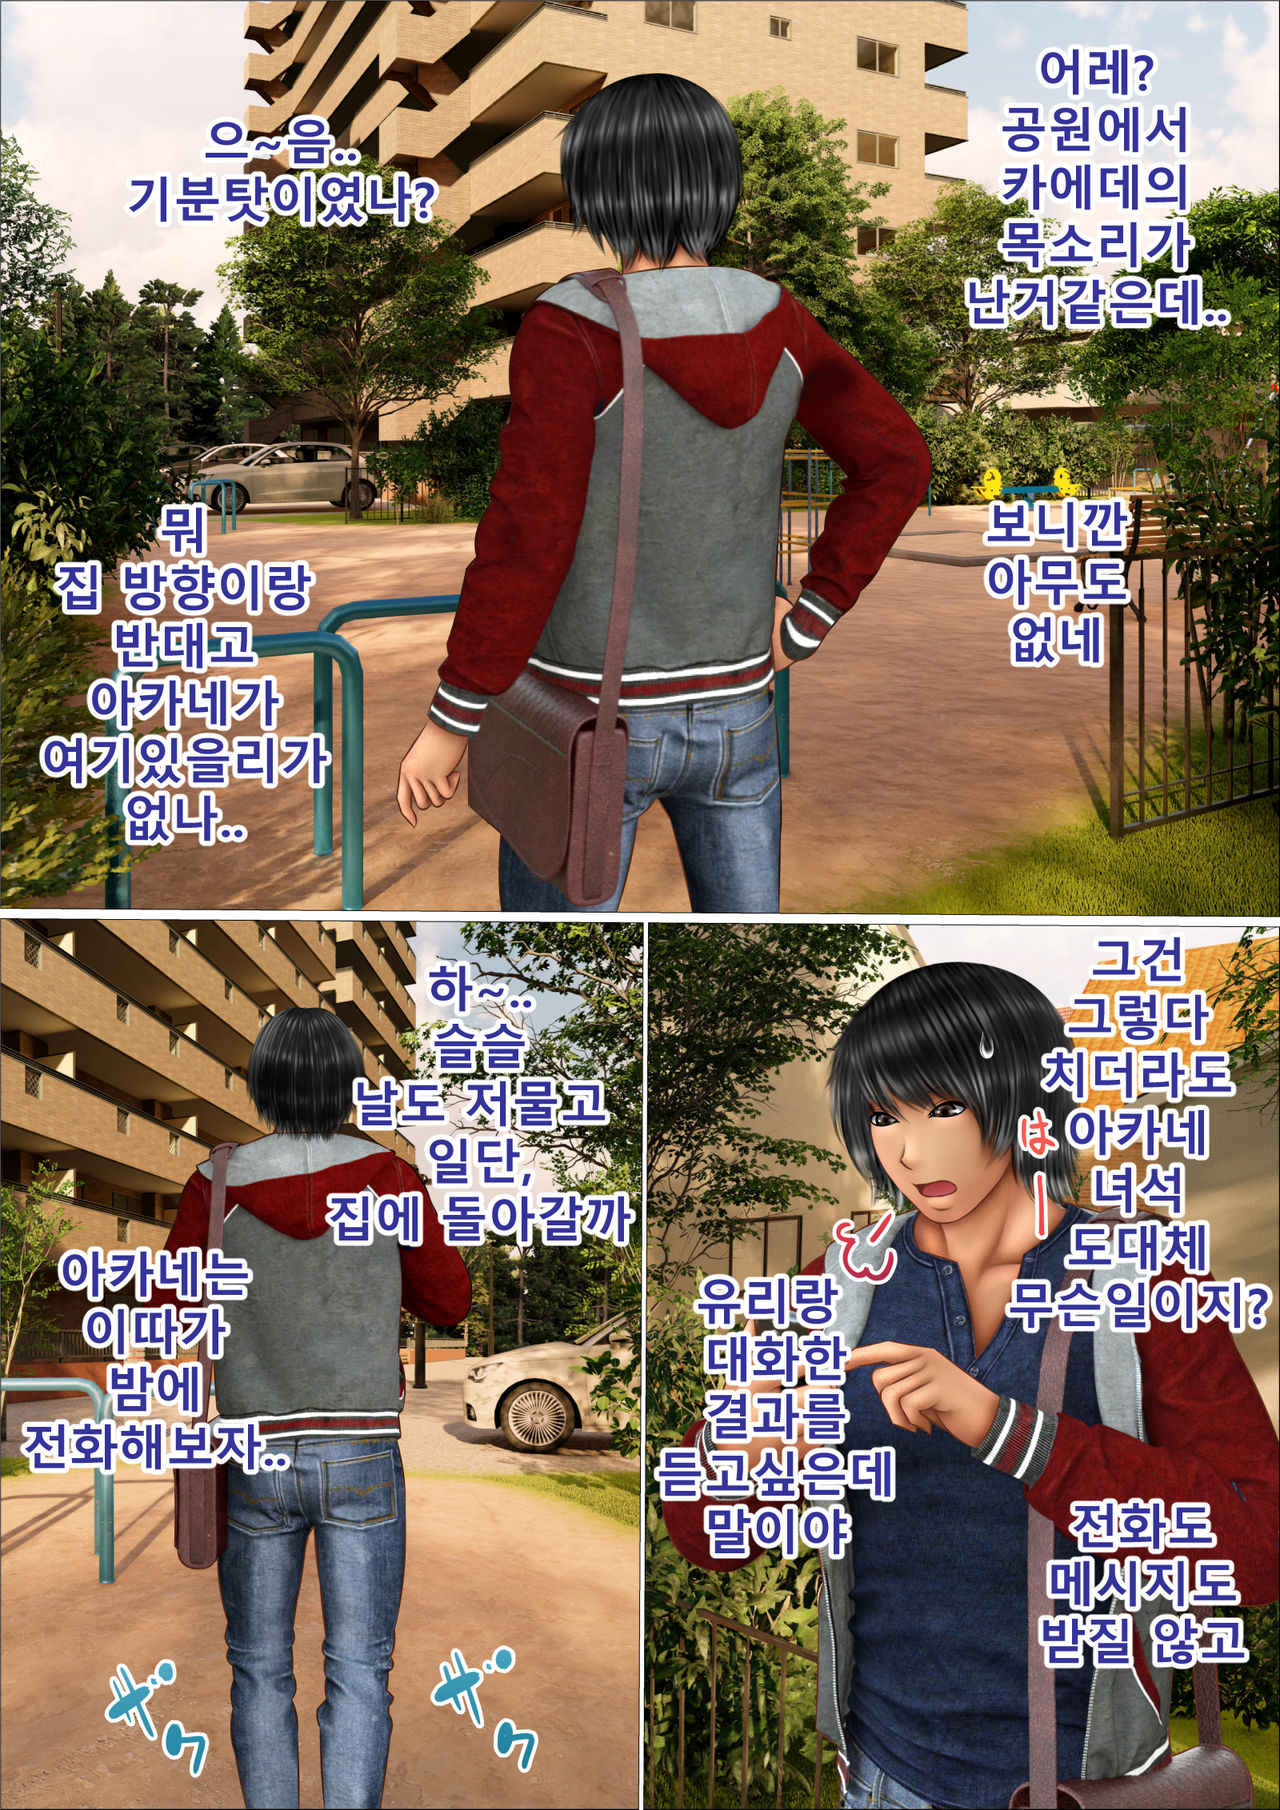 어레?
공원에서
카에데의
목소리가
난거같은데..
으~음..
기분탓이였나?
보니깐
아무도
없네
뭐
집 방향이랑
반대고
아카네가
여기있을리가
없나..
그건
그렇다
치더라도
아카네
녀석
도대체
무슨일이지?
はー
유리랑
대화한
결과를
듣고싶은데
말이야
전화도
메시지도
받질 않고
하~..
슬슬
날도 저물고
일단,
집에 돌아갈까
아카네는
이따가
밤에
전화해보자..
ザッ
ザッ